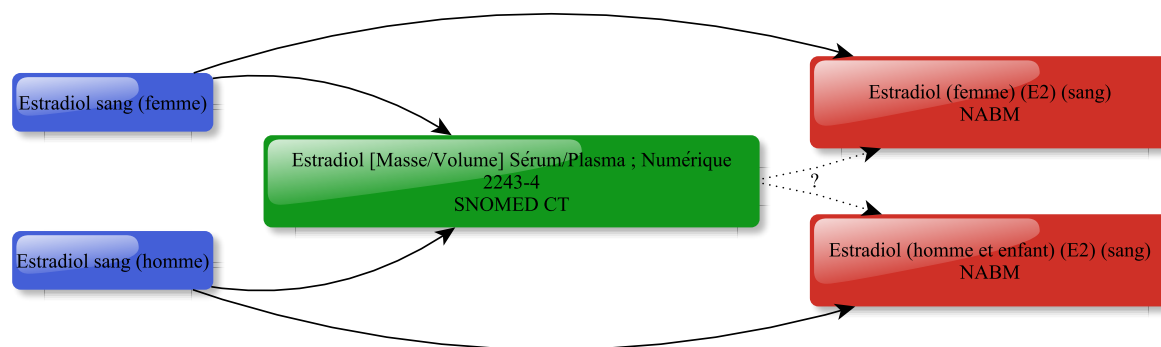 Estradiol sang (femme)
Estradiol (femme) (E2) (sang)
NABM
Estradiol [Masse/Volume] Sérum/Plasma ; Numérique
2243-4
SNOMED CT
?
Estradiol sang (homme)
Estradiol (homme et enfant) (E2) (sang)
NABM